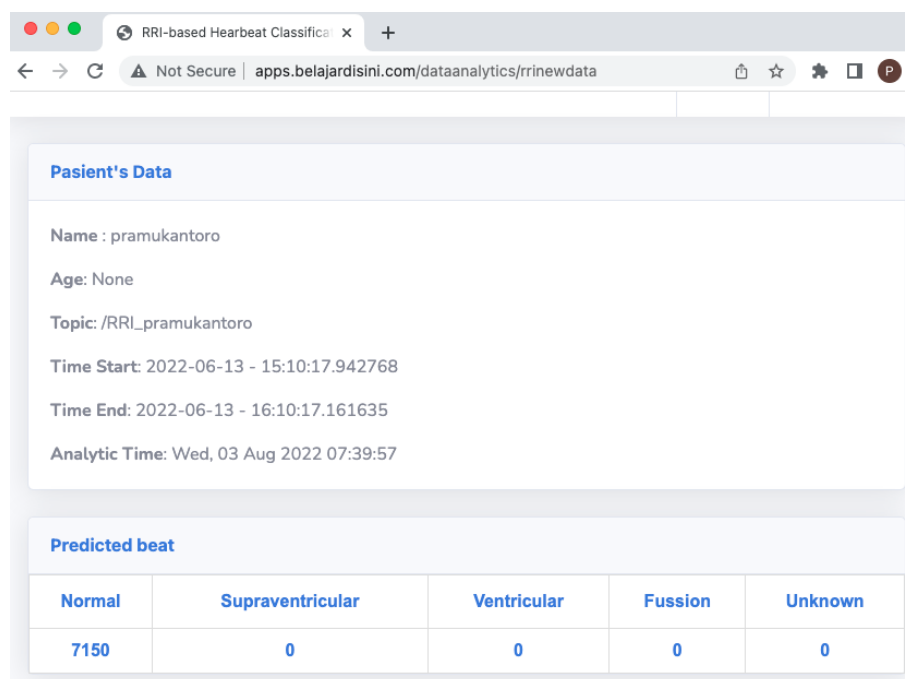 RRI-based Hearbeat Classificat
Not Secure | apps.belajardisini.com/dataanalytics/rrinewdata
P
Pasient's Data
Name : pramukantoro
Age: None
Topic: /RRI_pramukantoro
Time Start: 2022-06-13 - 15:10:17.942768
Time End: 2022-06-13 - 16:10:17.161635
Analytic Time: Wed, 03 Aug 2022 07:39:57
Predicted beat
Normal Supraventricular Ventricular Fussion Unknown
7150 0 0 0 0